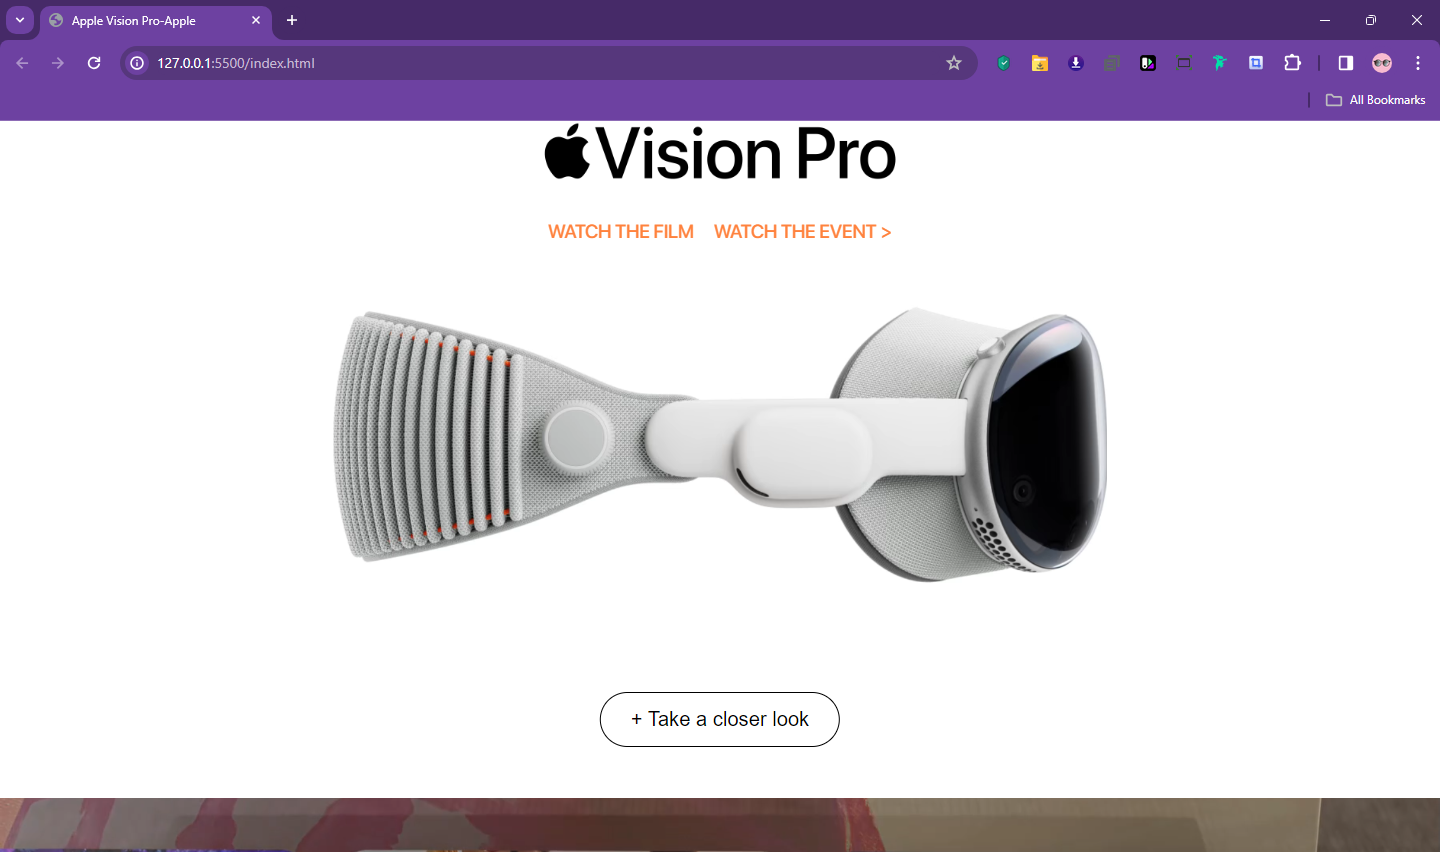 Apple Vision Pro-Apple
127.0.0.1:5500/index.html
All Bookmarks
Vision Pro
WATCH THE FILM WATCH THE EVENT >
+ Take a closer look